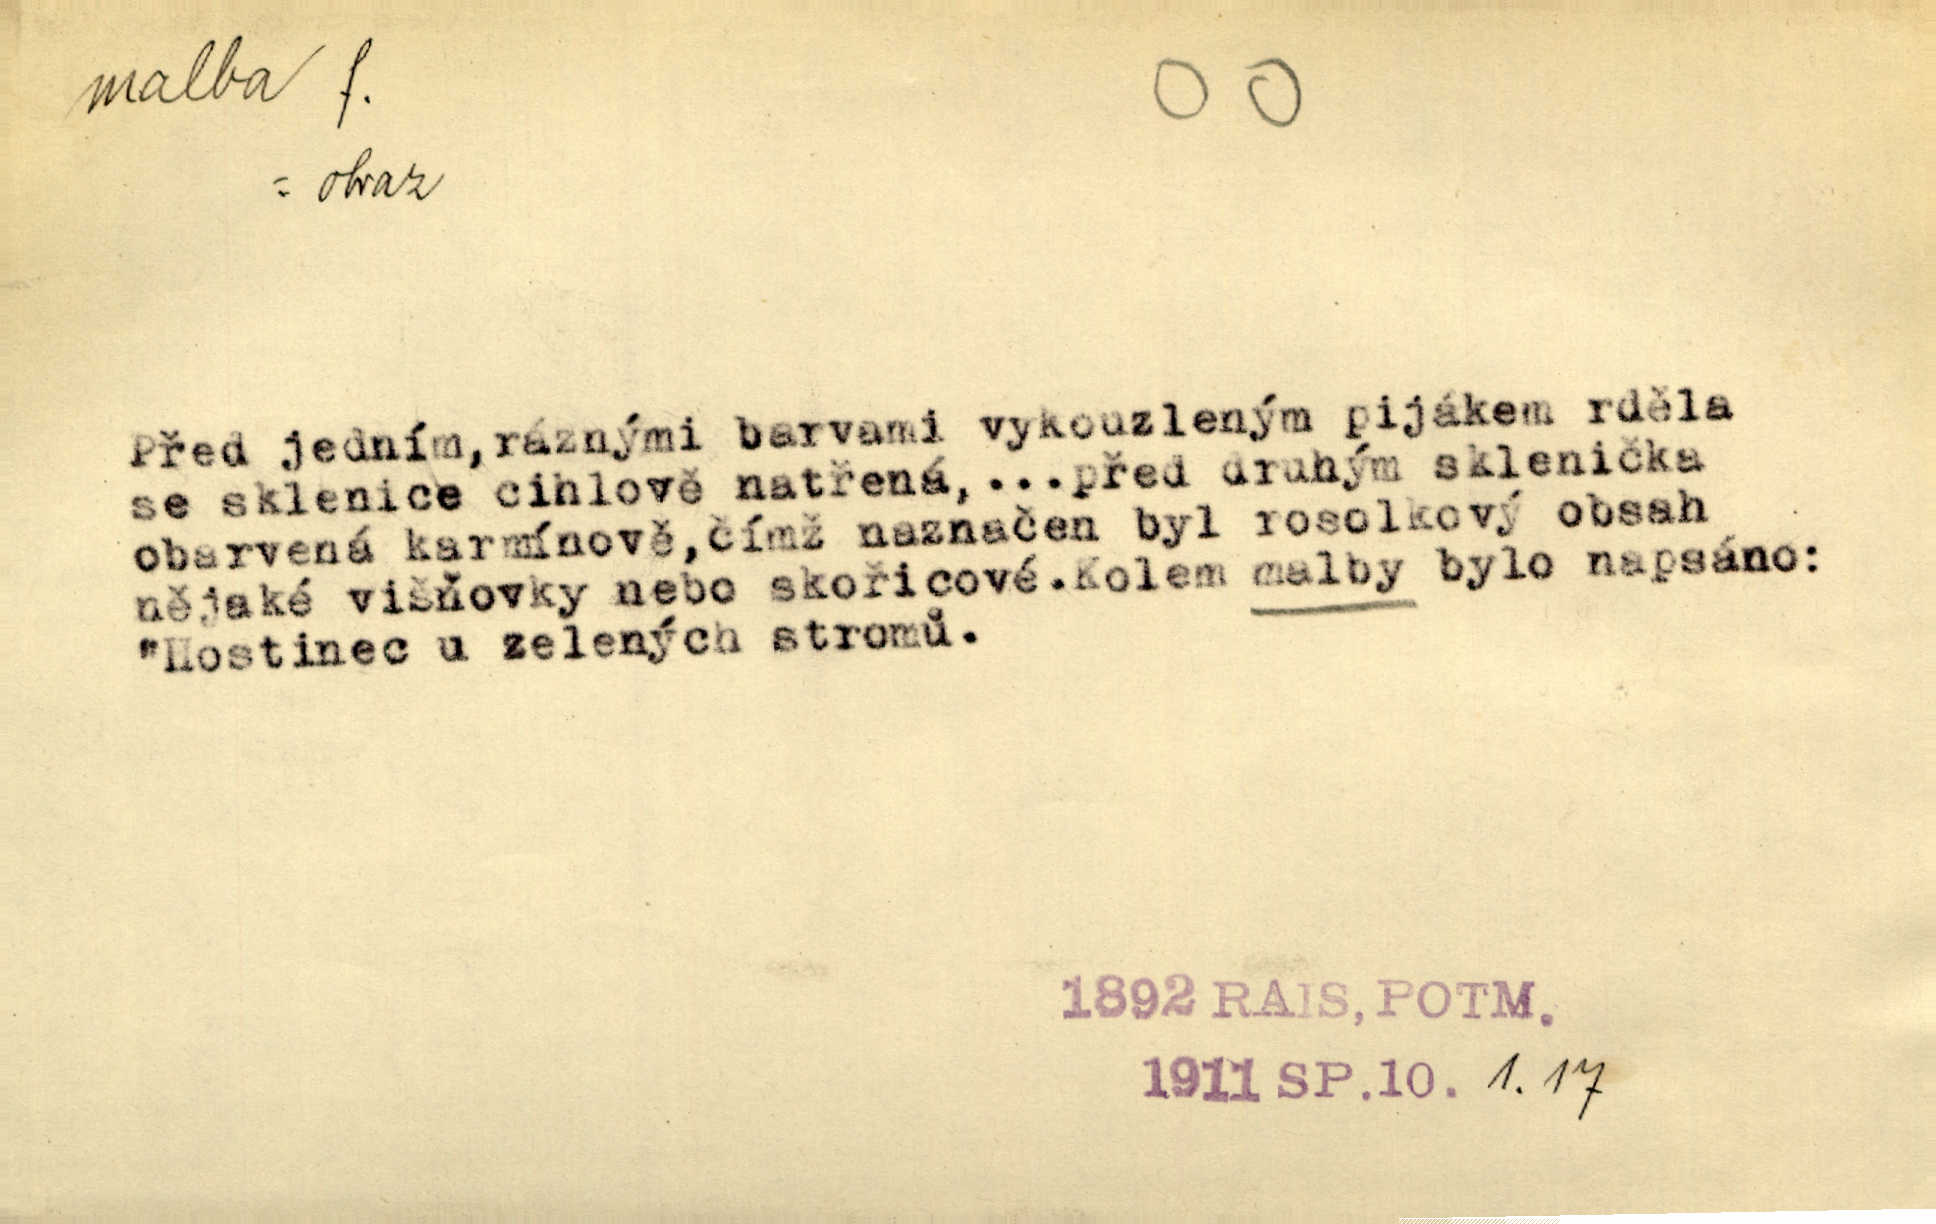 malba f.
= obraz
O O
Před jedním,ráznými barvami vykouzleným pijákem rděla
se sklenice cihlově natřená,...před druhým sklenička
obarvená karmínově,čímž naznačen byl rosolkový obsah
nějaké višňovky nebo skořicové.Kolem malby bylo napsáno:
"Hostinec u zelených stromů.
1892 RAIS, POTM.
1911 SP.10. 1. 17